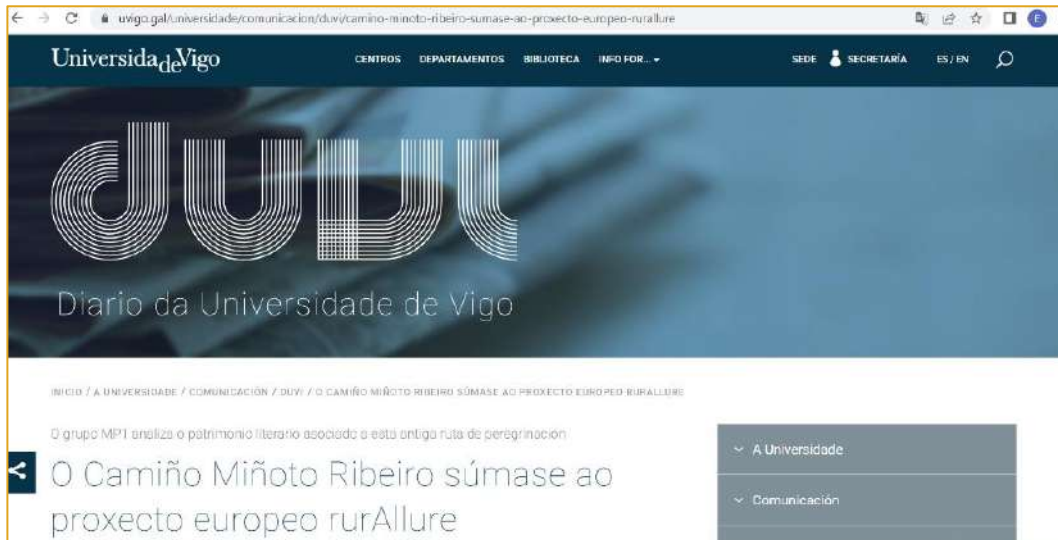 uvigo.gal/universidade/comunicacion/duvi/camino-minoto-ribeiro-sumase-ao-proxecto-europeo-rurallure
E
UniversidadeVigo
CENTROS DEPARTAMENTOS BIBLIOTECA INFO FOR...
SEDE SECRETARÍA ES / EN
duvi
Diario da Universidade de Vigo
INICIO / A UNIVERSIDADE / COMUNICACIÓN / DUVI / O CAMIÑO MIÑOTO RIBEIRO SÚMASE AO PROXECTO EUROPEO RURALLURE
O grupo MPT analiza o patrimonio literario asociado a esta antiga ruta de peregrinación
O Camiño Miñoto Ribeiro súmase ao
proxecto europeo rurAllure
A Universidade
Comunicación